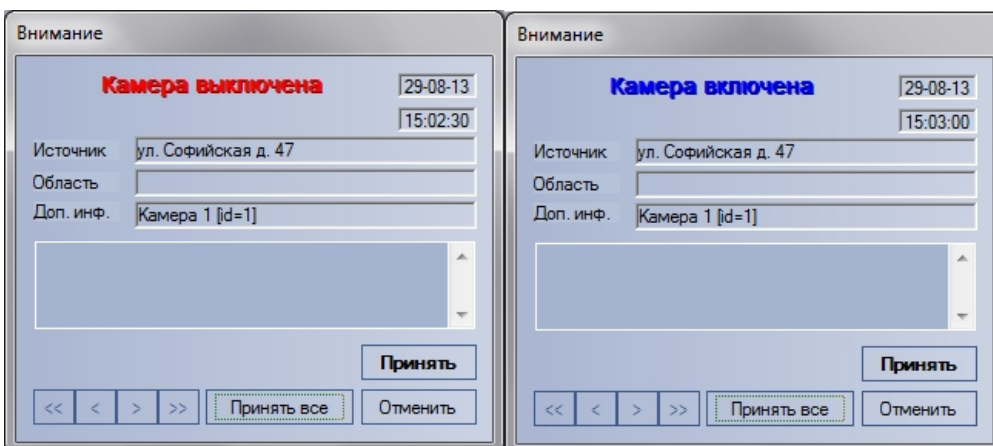 Внимание
Камера выключена
29-08-13
15:02:30
Источник ул. Софийская д. 47
Область
Доп. инф. Камера 1 [id=1]
Принять
<< < > >> Принять все Отменить
Внимание
Камера включена
29-08-13
15:03:00
Источник ул. Софийская д. 47
Область
Доп. инф. Камера 1 [id=1]
Принять
<< < > >> Принять все Отменить